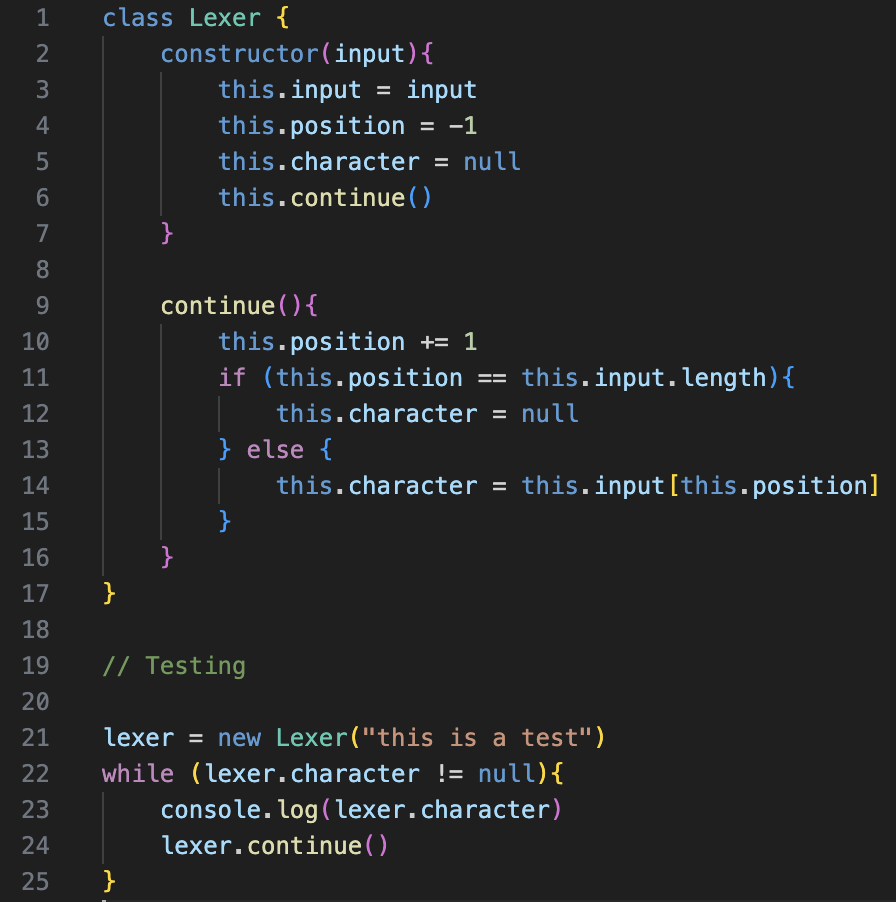 1 class Lexer {
2     constructor(input){
3         this.input = input
4         this.position = -1
5         this.character = null
6         this.continue()
7     }
8
9     continue(){
10         this.position += 1
11         if (this.position == this.input.length){
12             this.character = null
13         } else {
14             this.character = this.input[this.position]
15         }
16     }
17 }
18
19 // Testing
20
21 lexer = new Lexer("this is a test")
22 while (lexer.character != null){
23     console.log(lexer.character)
24     lexer.continue()
25 }